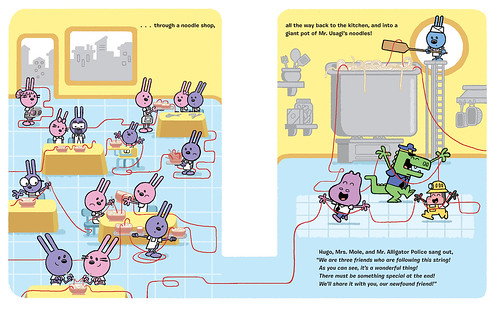 . . . through a noodle shop,
all the way back to the kitchen, and into a
giant pot of Mr. Usagi's noodles!
Hugo, Mrs. Mole, and Mr. Alligator Police sang out,
"We are three friends who are following this string!
As you can see, it's a wonderful thing!
There must be something special at the end!
We'll share it with you, our newfound friend!"